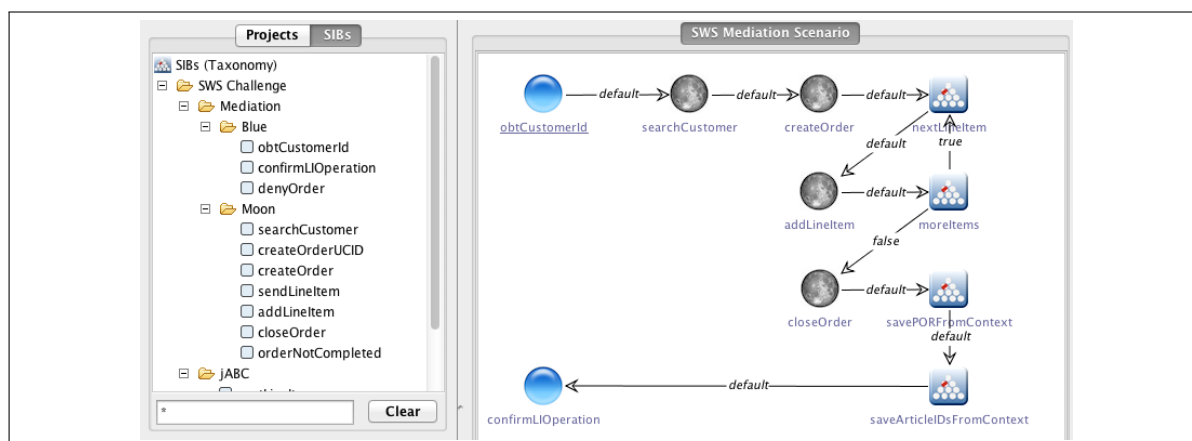 Projects SIBs
SIBs (Taxonomy)
SWS Challenge
Mediation
Blue
obtCustomerId
confirmLIOperation
denyOrder
Moon
searchCustomer
createOrderUCID
createOrder
sendLineItem
addLineItem
closeOrder
orderNotCompleted
jABC
*
Clear
SWS Mediation Scenario
default default default
obtCustomerId searchCustomer createOrder nextLineItem
default true
default
addLineItem moreItems
false
default
closeOrder savePORFromContext
default
default
confirmLIOperation saveArticleIDsFromContext